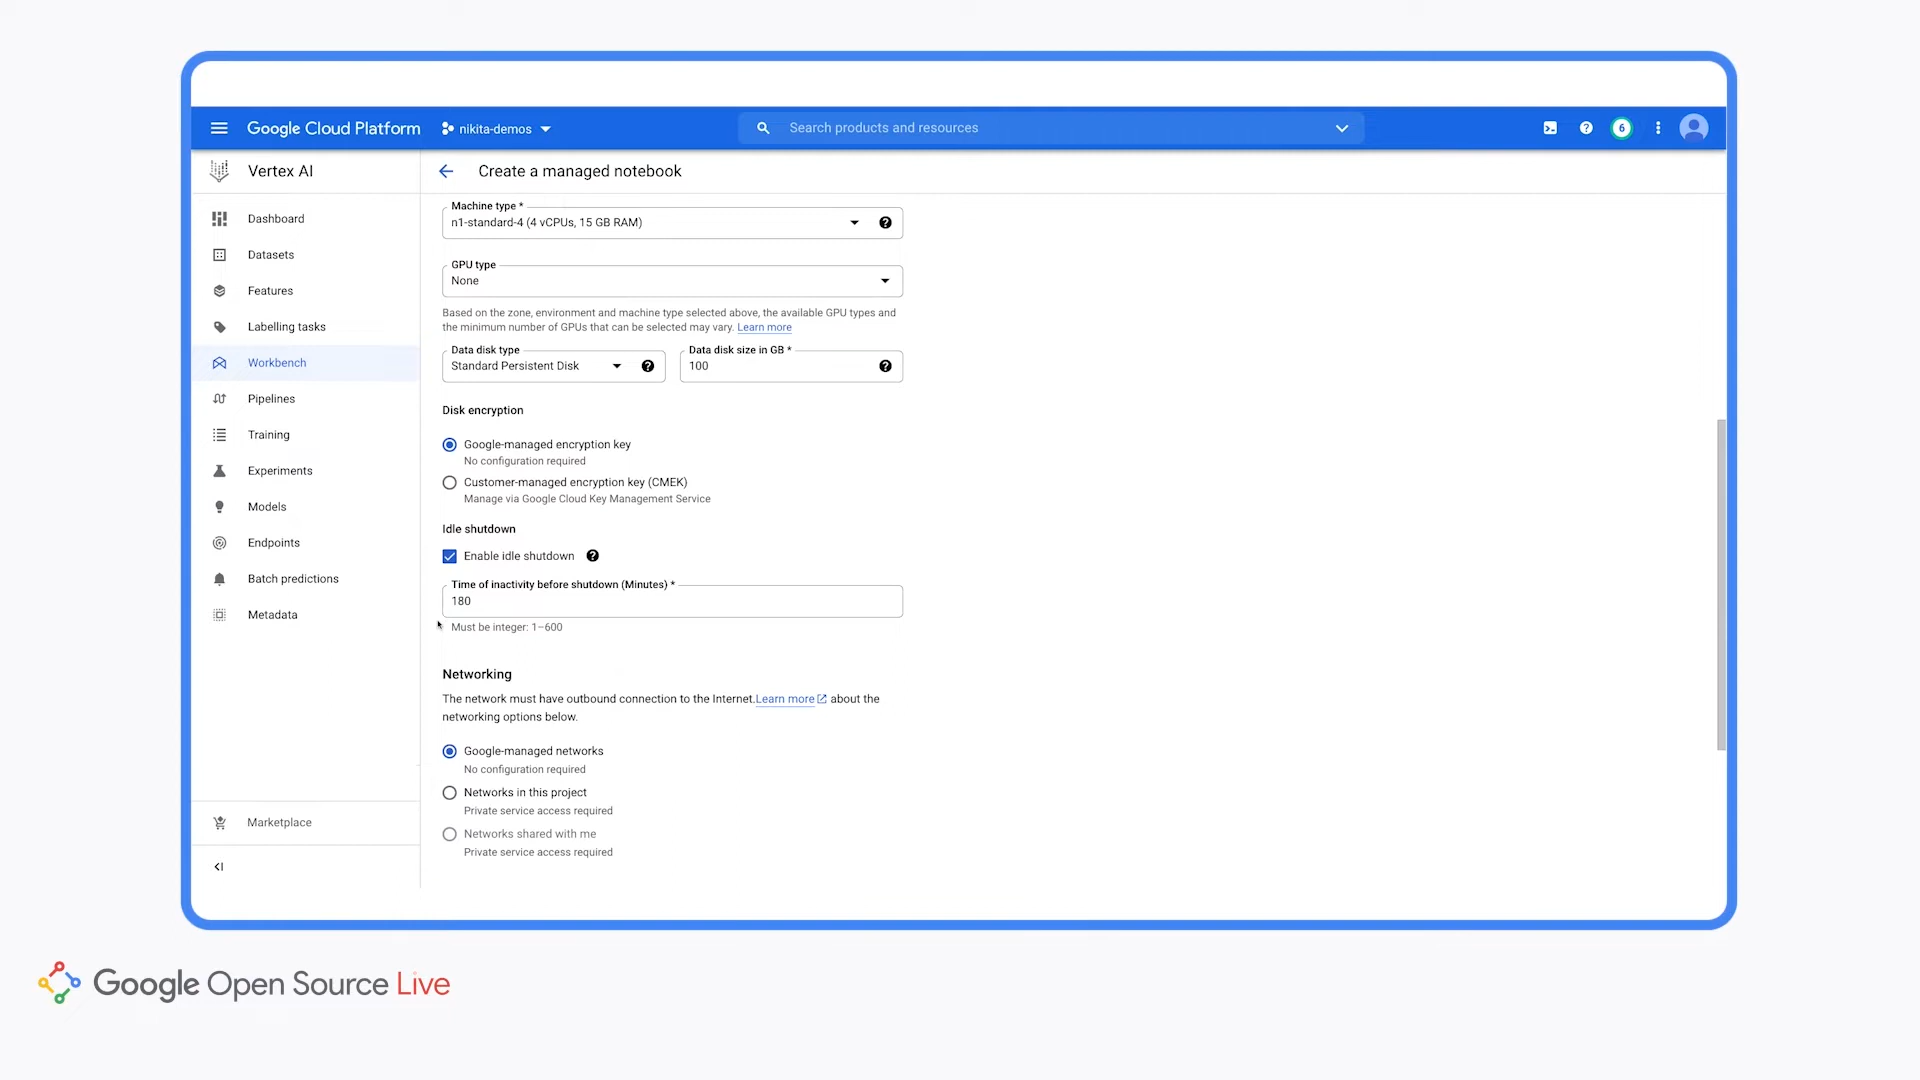 Google Cloud Platform
nikita-demos
Search products and resources
6
Vertex AI
Create a managed notebook
Dashboard
Datasets
Features
Labelling tasks
Workbench
Pipelines
Training
Experiments
Models
Endpoints
Batch predictions
Metadata
Marketplace
Machine type *
n1-standard-4 (4 vCPUs, 15 GB RAM)
GPU type
None
Based on the zone, environment and machine type selected above, the available GPU types and
the minimum number of GPUs that can be selected may vary. Learn more
Data disk type
Standard Persistent Disk
Data disk size in GB *
100
Disk encryption
Google-managed encryption key
No configuration required
Customer-managed encryption key (CMEK)
Manage via Google Cloud Key Management Service
Idle shutdown
Enable idle shutdown
Time of inactivity before shutdown (Minutes) *
180
Must be integer: 1–600
Networking
The network must have outbound connection to the Internet.Learn more about the
networking options below.
Google-managed networks
No configuration required
Networks in this project
Private service access required
Networks shared with me
Private service access required
Google Open Source Live